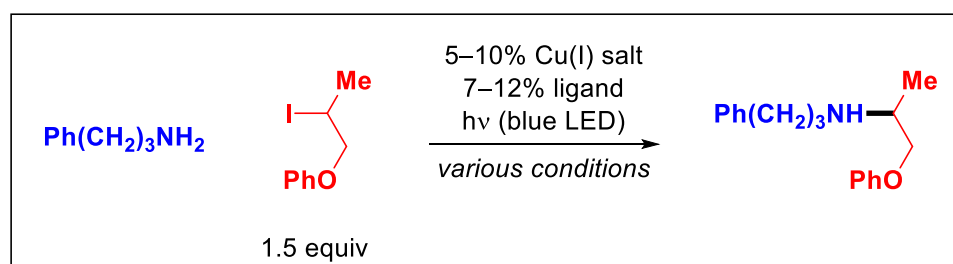 Ph(CH₂)₃NH₂
I
Me
PhO
1.5 equiv
5–10% Cu(I) salt
7–12% ligand
hν (blue LED)
various conditions
Ph(CH₂)₃NH
Me
PhO